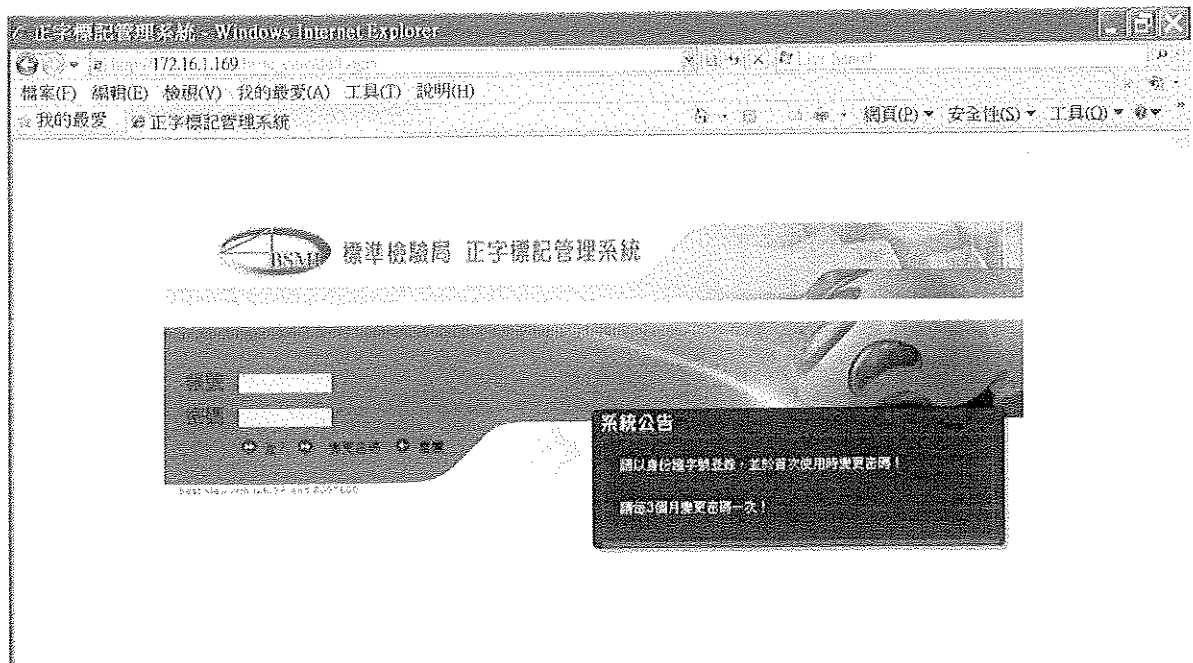 正字標記管理系統 - Windows Internet Explorer
172.16.1.169
檔案(F) 編輯(E) 檢視(V) 我的最愛(A) 工具(T) 說明(H)
我的最愛 正字標記管理系統 網頁(P) 安全性(S) 工具(O)
BSMI 標準檢驗局 正字標記管理系統
帳號
密碼
系統公告
請以身份證字號登錄，並於首次使用時變更密碼！
請每3個月變更密碼一次！